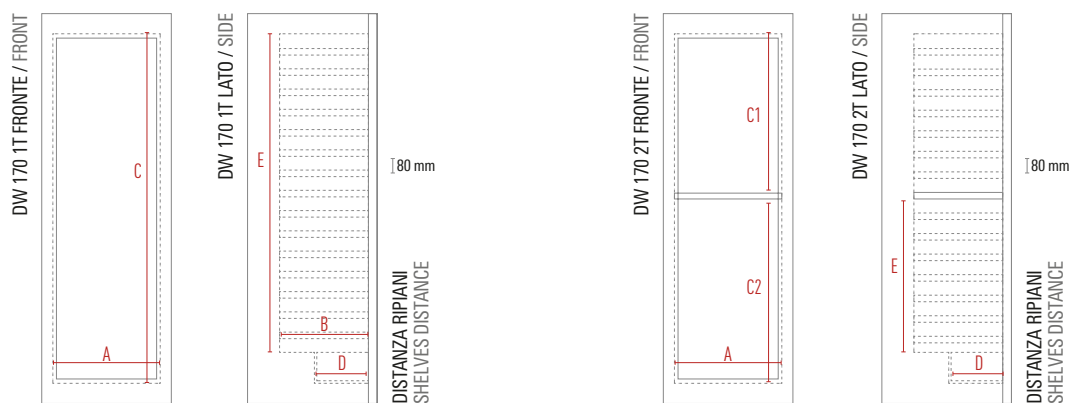 DW 170 1T FRONTE / FRONT
C
A
DW 170 1T LATO / SIDE
E
B
D
80 mm
DISTANZA RIPIANI
SHELVES DISTANCE
DW 170 2T FRONTE / FRONT
C1
C2
A
DW 170 2T LATO / SIDE
E
D
80 mm
DISTANZA RIPIANI
SHELVES DISTANCE